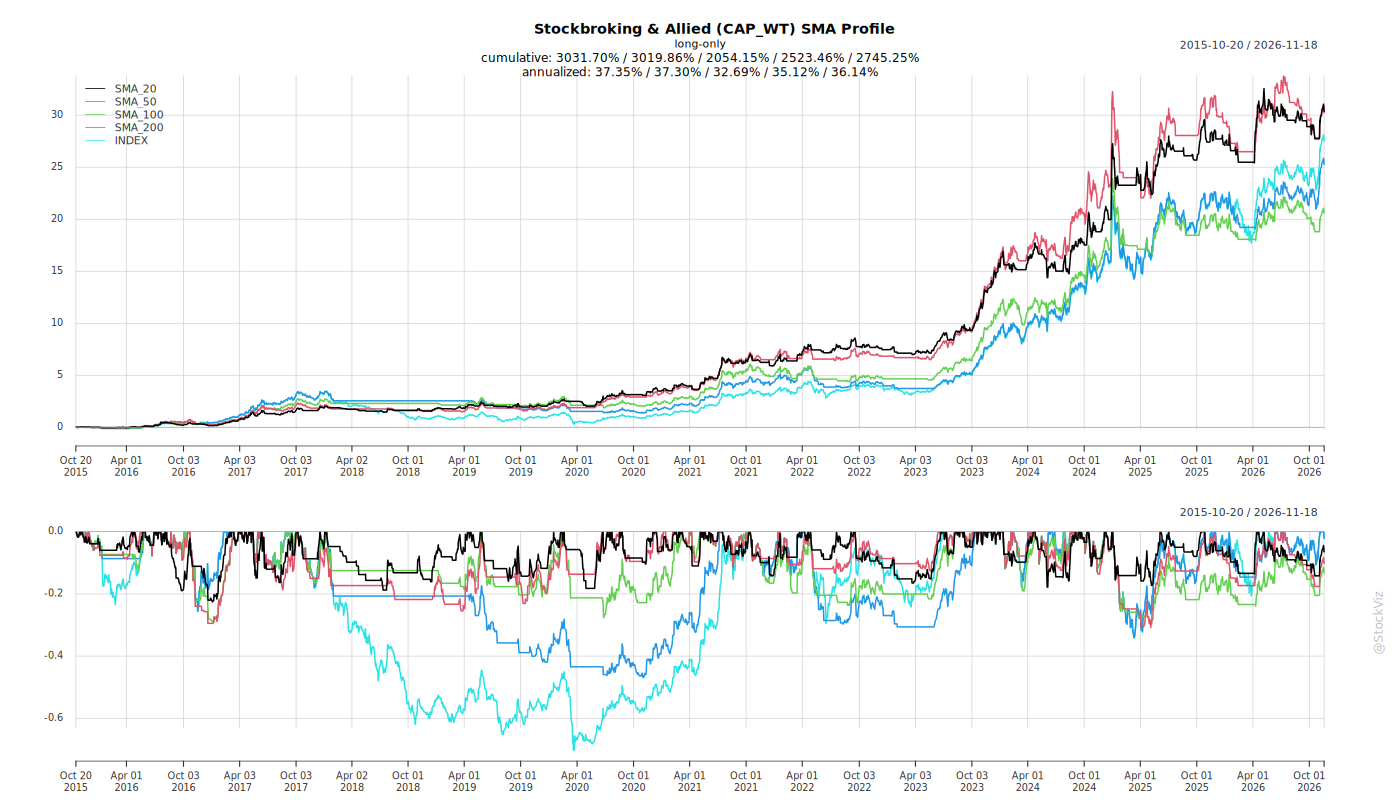 Stockbroking & Allied (CAP_WT) SMA Profile
long-only
cumulative: 3031.70% / 3019.86% / 2054.15% / 2523.46% / 2745.25%
annualized: 37.35% / 37.30% / 32.69% / 35.12% / 36.14%
2015-10-20 / 2026-11-18
SMA_20
SMA_50
SMA_100
SMA_200
INDEX
30
25
20
15
10
5
0
Oct 20 Apr 01 Oct 03 Apr 03 Oct 03 Apr 02 Oct 01 Apr 01 Oct 01 Apr 01 Oct 01 Apr 01 Oct 01 Apr 01 Oct 03 Apr 03 Oct 03 Apr 01 Oct 01 Apr 01 Oct 01 Apr 01 Oct 01
2015 2016 2016 2017 2017 2018 2018 2019 2019 2020 2020 2021 2021 2022 2022 2023 2023 2024 2024 2025 2025 2026 2026
2015-10-20 / 2026-11-18
0.0
-0.2
-0.4
-0.6
Oct 20 Apr 01 Oct 03 Apr 03 Oct 03 Apr 02 Oct 01 Apr 01 Oct 01 Apr 01 Oct 01 Apr 01 Oct 01 Apr 01 Oct 03 Apr 03 Oct 03 Apr 01 Oct 01 Apr 01 Oct 01 Apr 01 Oct 01
2015 2016 2016 2017 2017 2018 2018 2019 2019 2020 2020 2021 2021 2022 2022 2023 2023 2024 2024 2025 2025 2026 2026
@StockViz